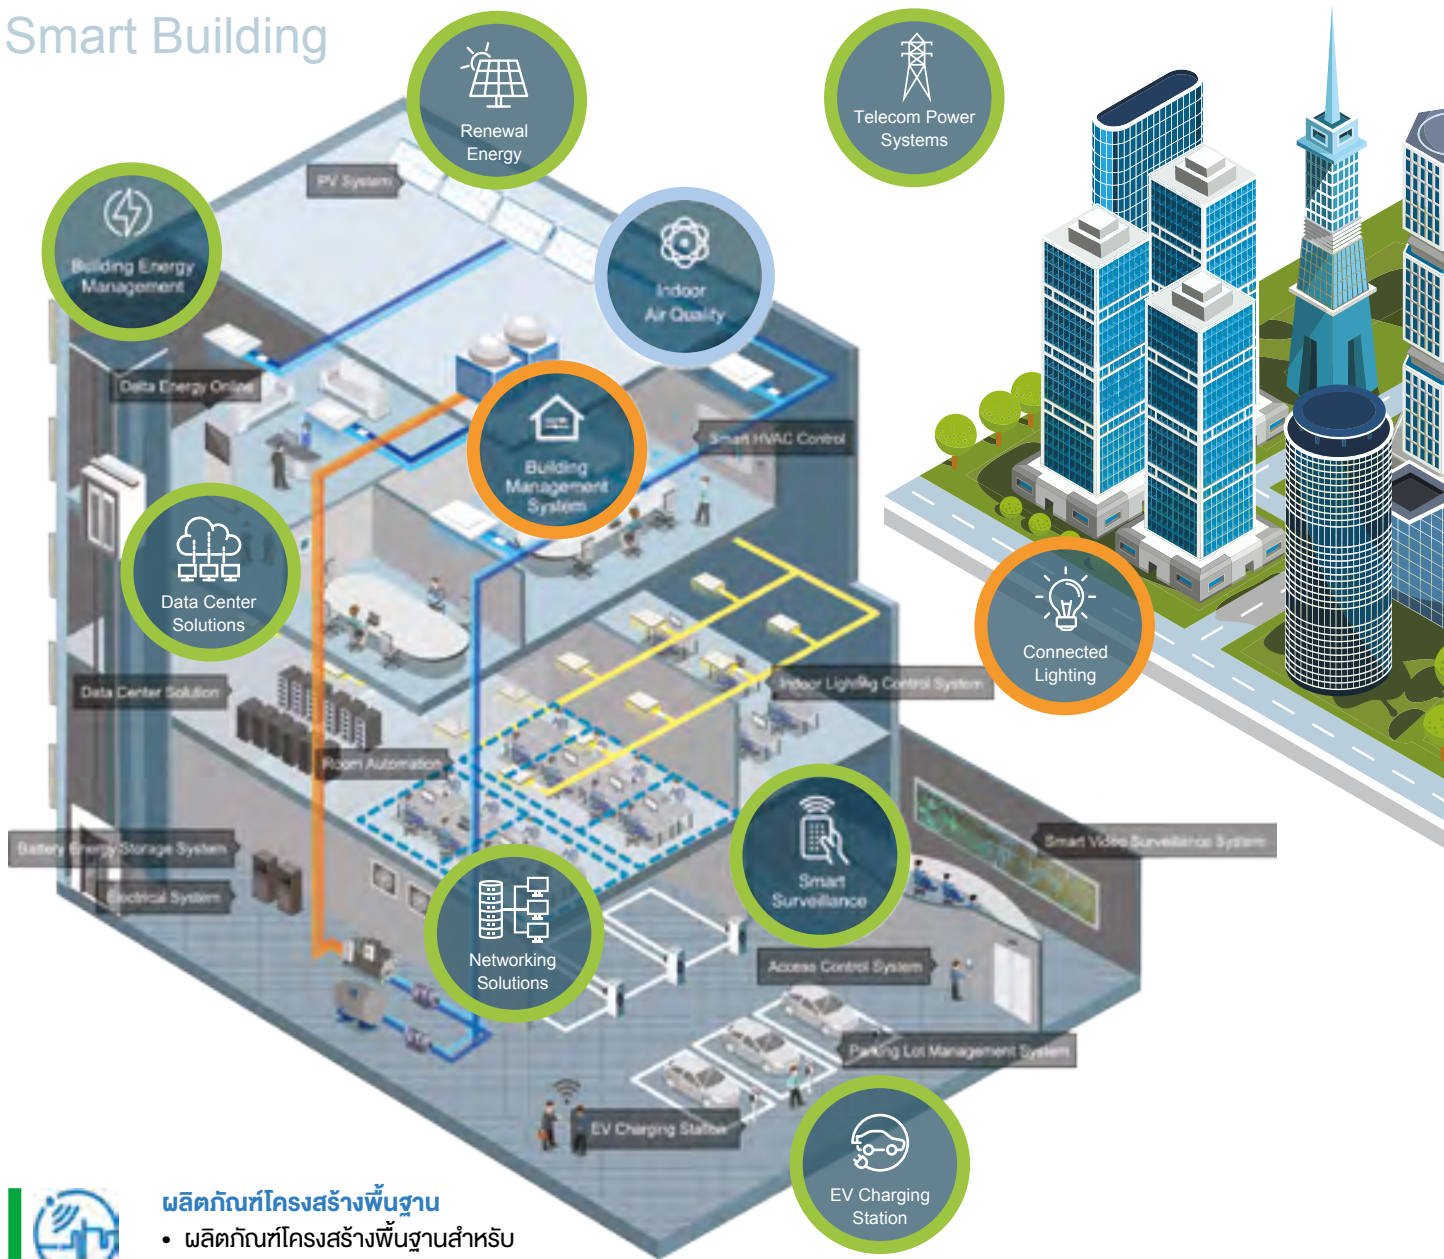 Smart Building
Renewal
Energy
Telecom Power
Systems
PV System
Building Energy
Management
Indoor
Air Quality
Delta Energy Online
Smart HVAC Control
Building
Management
System
Data Center
Solutions
Connected
Lighting
Data Center Solution
Indoor Lighting Control System
Room Automation
Battery Energy Storage System
Smart Video Surveillance System
Smart
Surveillance
Electrical System
Networking
Solutions
Access Control System
Parking Lot Management System
EV Charging Station
EV Charging
Station
ผลิตภัณฑ์โครงสร้างพื้นฐาน
• ผลิตภัณฑ์โครงสร้างพื้นฐานสำหรับ